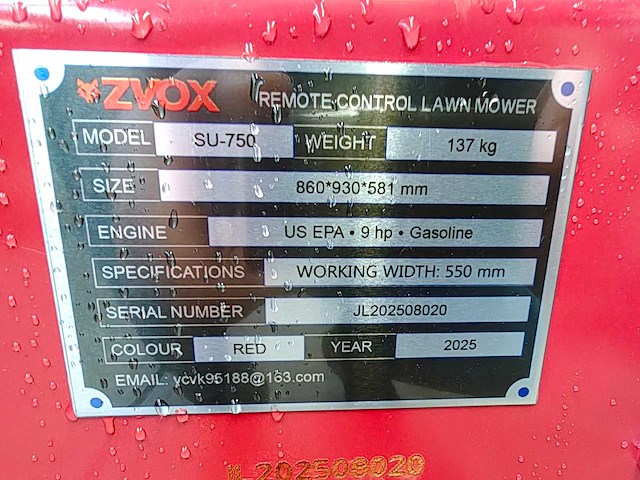 ZVOX REMOTE CONTROL LAWN MOWER
MODEL SU-750 WEIGHT 137 kg
SIZE 860*930*581 mm
ENGINE US EPA • 9 hp • Gasoline
SPECIFICATIONS WORKING WIDTH: 550 mm
SERIAL NUMBER JL202508020
COLOUR RED YEAR 2025
EMAIL: ycvk95188@163.com
JL202508020